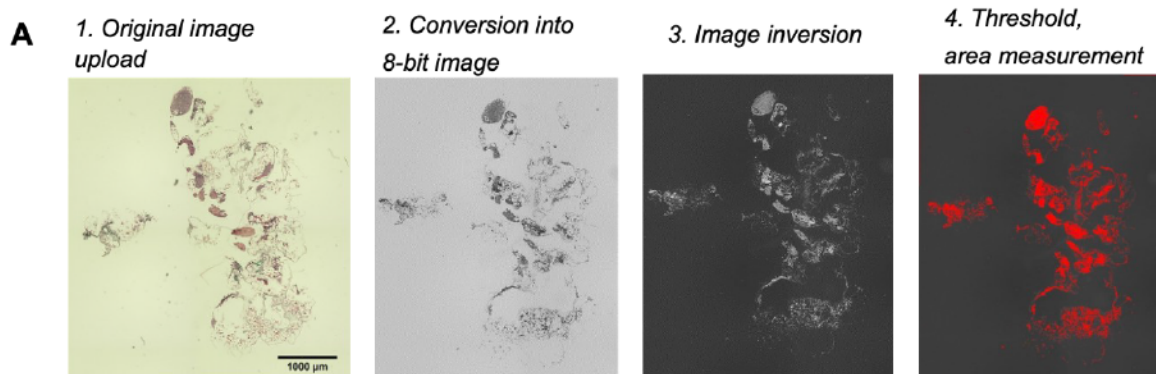 A
1. Original image
upload
2. Conversion into
8-bit image
3. Image inversion
4. Threshold,
area measurement
1000 μm